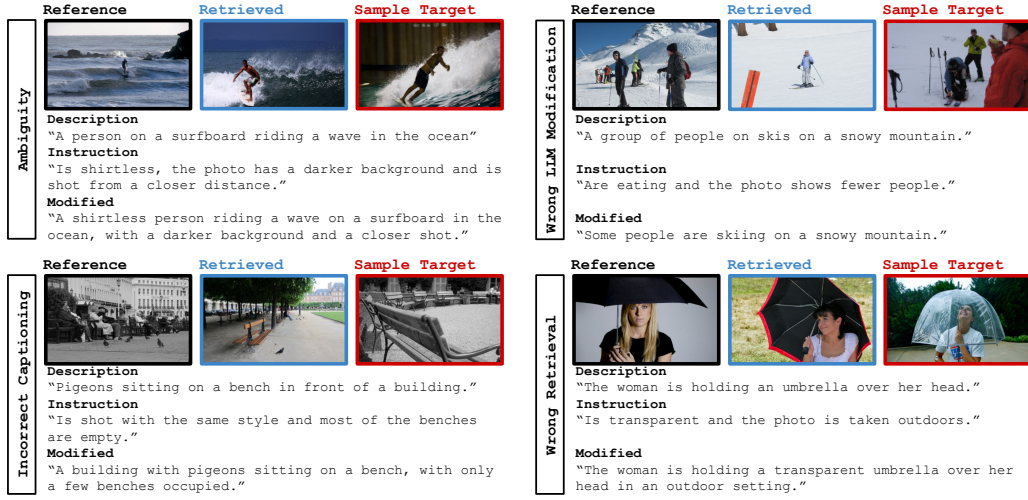 Ambiguity
Reference Retrieved Sample Target
Description
“A person on a surfboard riding a wave in the ocean”
Instruction
“Is shirtless, the photo has a darker background and is
shot from a closer distance.”
Modified
“A shirtless person riding a wave on a surfboard in the
ocean, with a darker background and a closer shot.”
Wrong LLM Modification
Reference Retrieved Sample Target
Description
“A group of people on skis on a snowy mountain.”
Instruction
“Are eating and the photo shows fewer people.”
Modified
“Some people are skiing on a snowy mountain.”
Incorrect Captioning
Reference Retrieved Sample Target
Description
“Pigeons sitting on a bench in front of a building.”
Instruction
“Is shot with the same style and most of the benches
are empty.”
Modified
“A building with pigeons sitting on a bench, with only
a few benches occupied.”
Wrong Retrieval
Reference Retrieved Sample Target
Description
“The woman is holding an umbrella over her head.”
Instruction
“Is transparent and the photo is taken outdoors.”
Modified
“The woman is holding a transparent umbrella over her
head in an outdoor setting.”